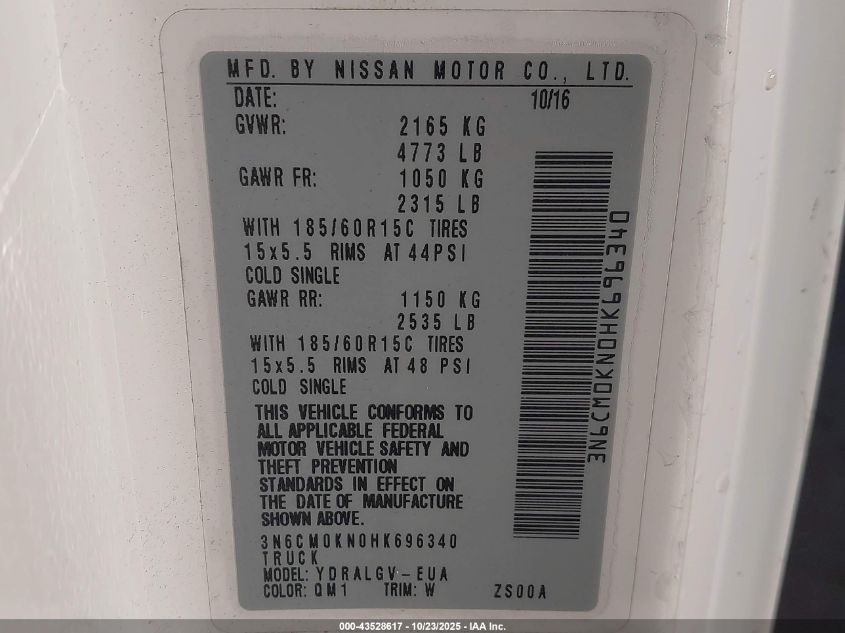 MFD. BY NISSAN MOTOR CO., LTD.
DATE: 10/16
GVWR: 2165 KG
4773 LB
GAWR FR: 1050 KG
2315 LB
WITH 185/60R15C TIRES
15x5.5 RIMS AT 44PSI
COLD SINGLE
GAWR RR: 1150 KG
2535 LB
WITH 185/60R15C TIRES
15x5.5 RIMS AT 48 PSI
COLD SINGLE
THIS VEHICLE CONFORMS TO
ALL APPLICABLE FEDERAL
MOTOR VEHICLE SAFETY AND
THEFT PREVENTION
STANDARDS IN EFFECT ON
THE DATE OF MANUFACTURE
SHOWN ABOVE.
3N6CM0KN0HK696340
TRUCK
MODEL: YDRALGV-EUA
COLOR: QM1 TRIM: W ZS00A
3N6CM0KN0HK696340
000-43528617 - 10/23/2025 - IAA Inc.